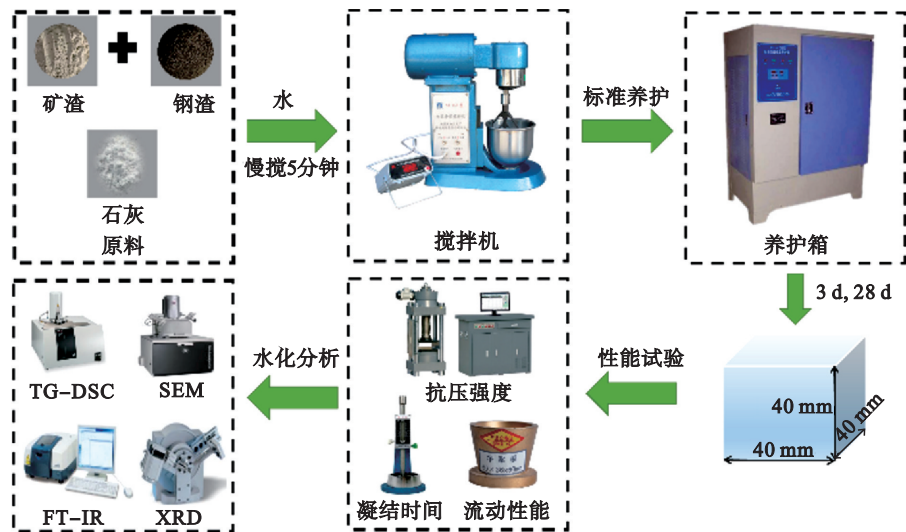 矿渣
钢渣
石灰
原料
水
慢搅5分钟
搅拌机
标准养护
养护箱
3 d, 28 d
40 mm
40 mm
40 mm
性能试验
抗压强度
凝结时间
流动性能
水化分析
TG-DSC
SEM
FT-IR
XRD